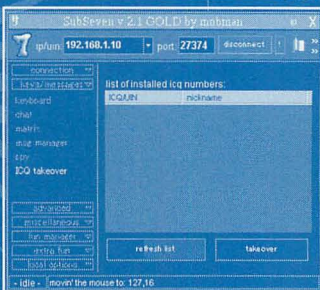 SubSeven v 2.1 GOLD by mobman
ip/uin: 192.168.1.10 port: 27374 disconnect
connection
keys/messages
keyboard
chat
matrix
msg manager
spy
ICQ takeover
advanced
miscellaneous
fun manager
extra fun
local options
list of installed icq numbers:
ICQ/UIN nickname
refresh list takeover
- idle - movin' the mouse to: 127,16